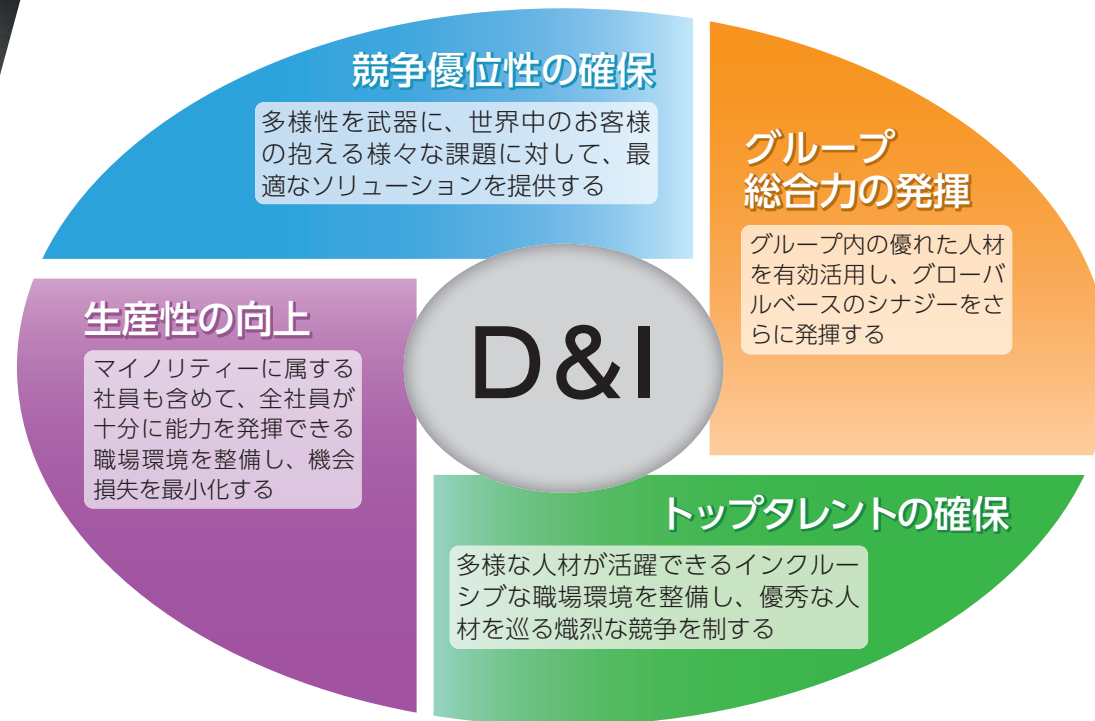 競争優位性の確保
多様性を武器に、世界中のお客様
の抱える様々な課題に対して、最
適なソリューションを提供する
グループ
総合力の発揮
グループ内の優れた人材
を有効活用し、グローバ
ルベースのシナジーをさ
らに発揮する
生産性の向上
マイノリティーに属する
社員も含めて、全社員が
十分に能力を発揮できる
職場環境を整備し、機会
損失を最小化する
D&I
トップタレントの確保
多様な人材が活躍できるインクルー
シブな職場環境を整備し、優秀な人
材を巡る熾烈な競争を制する